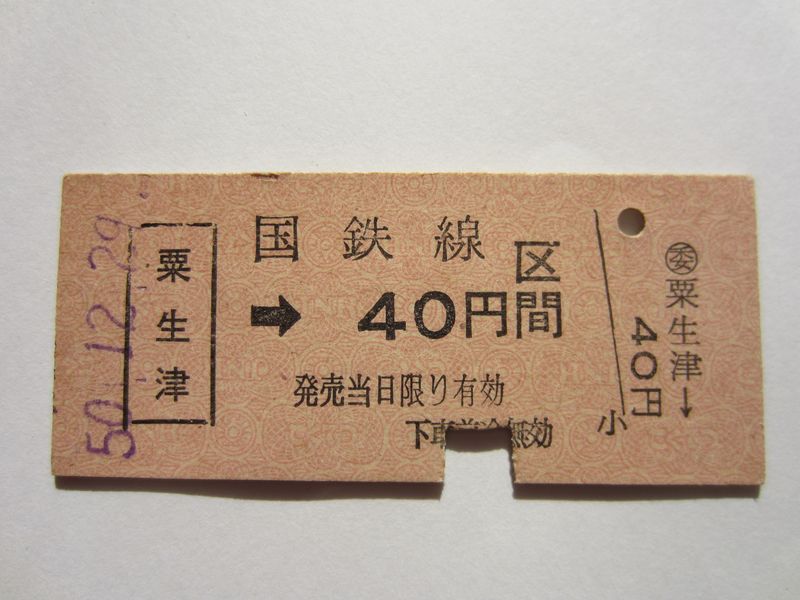 50.12.29
粟生津
国鉄線
➡ 40円区間
発売当日限り有効
下車前途無効
小
㊅粟生津→
40円